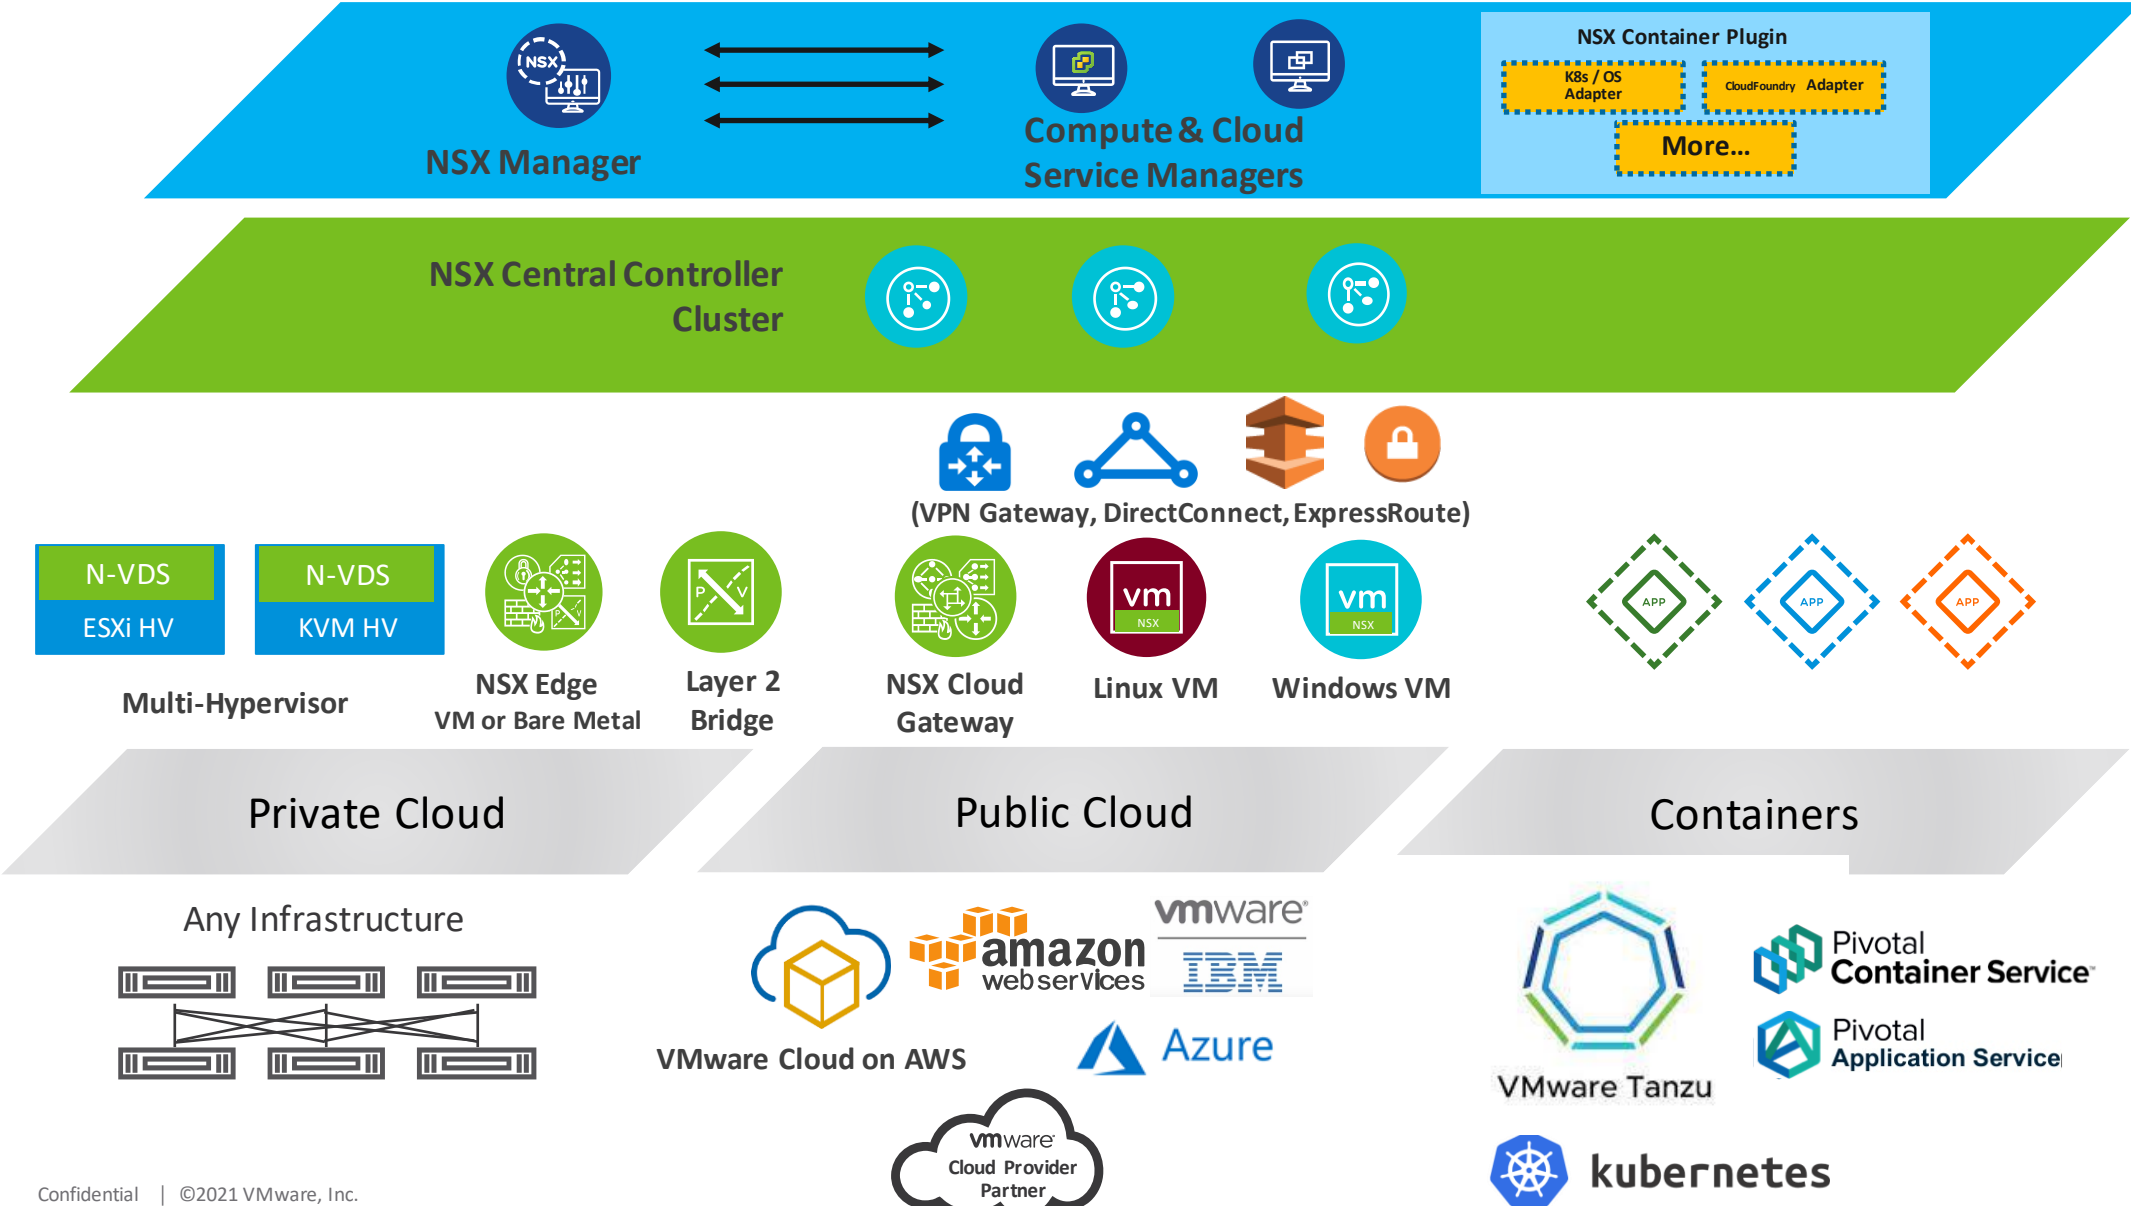 NSX
NSX Manager
Compute & Cloud
Service Managers
NSX Container Plugin
K8s / OS
Adapter
CloudFoundry Adapter
More...
NSX Central Controller
Cluster
(VPN Gateway, DirectConnect, ExpressRoute)
N-VDS
ESXi HV
N-VDS
KVM HV
Multi-Hypervisor
P V
NSX Edge
VM or Bare Metal
P V
Layer 2
Bridge
NSX Cloud
Gateway
vm
NSX
Linux VM
vm
NSX
Windows VM
APP
APP
APP
Private Cloud
Public Cloud
Containers
Any Infrastructure
VMware Cloud on AWS
amazon
webservices
vmware®
IBM
Azure
vmware
Cloud Provider
Partner
VMware Tanzu
Pivotal
Container Service™
Pivotal
Application Service
kubernetes
Confidential | ©2021 VMware, Inc.